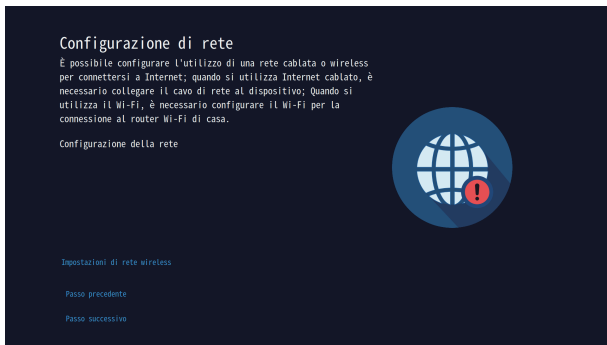 Configurazione di rete
È possibile configurare l'utilizzo di una rete cablata o wireless
per connettersi a Internet; quando si utilizza Internet cablato, è
necessario collegare il cavo di rete al dispositivo; Quando si
utilizza il Wi-Fi, è necessario configurare il Wi-Fi per la
connessione al router Wi-Fi di casa.
Configurazione della rete
Impostazioni di rete wireless
Passo precedente
Passo successivo